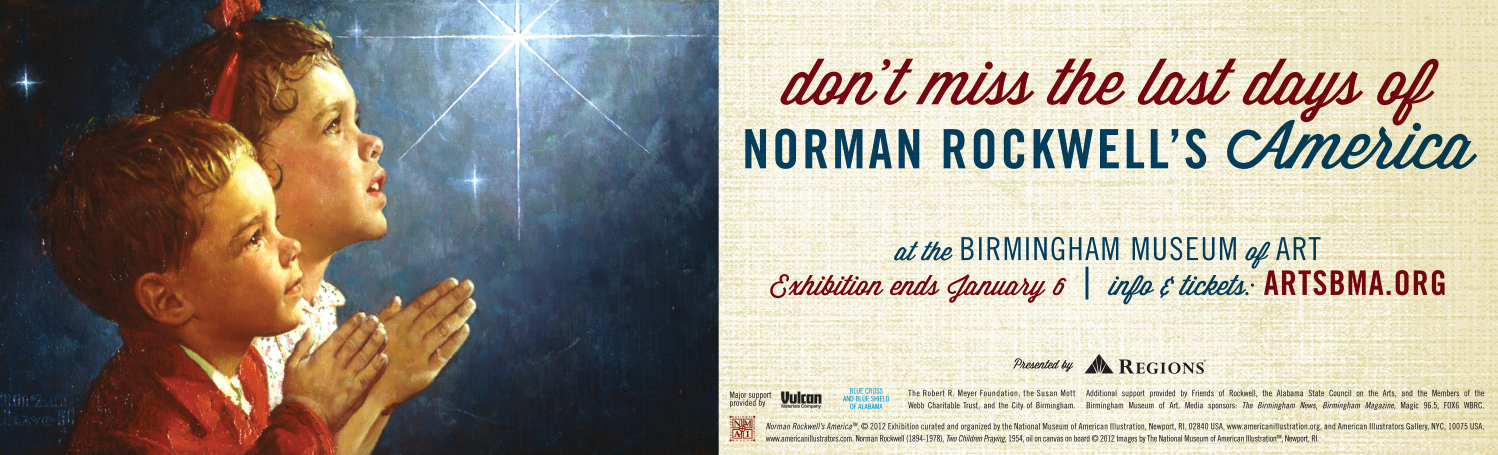 don't miss the last days of
NORMAN ROCKWELL'S America
at the BIRMINGHAM MUSEUM of ART
Exhibition ends January 6 | info & tickets: ARTSBMA.ORG
Presented by REGIONS
Major support
provided by
Vulcan
Materials Company
BLUE CROSS
AND BLUE SHIELD
OF ALABAMA
The Robert R. Meyer Foundation, the Susan Mott
Webb Charitable Trust, and the City of Birmingham.
Additional support provided by Friends of Rockwell, the Alabama State Council on the Arts, and the Members of the
Birmingham Museum of Art. Media sponsors: The Birmingham News, Birmingham Magazine, Magic 96.5, FOX6 WBRC.
Norman Rockwell's America™, © 2012 Exhibition curated and organized by the National Museum of American Illustration, Newport, RI, 02840 USA, www.americanillustration.org, and American Illustrators Gallery, NYC, 10075 USA,
www.americanillustrators.com. Norman Rockwell (1894-1978), Two Children Praying, 1954, oil on canvas on board © 2012 Images by The National Museum of American Illustration™, Newport, RI.